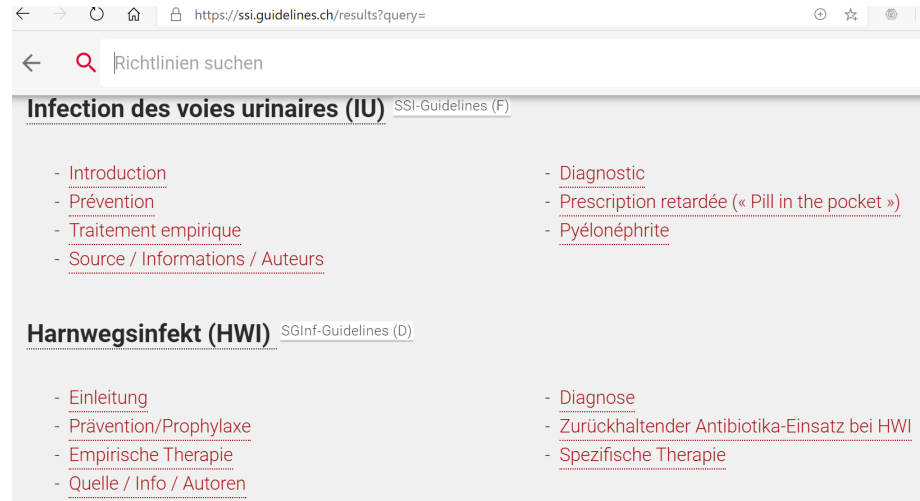 https://ssi.guidelines.ch/results?query=
Richtlinien suchen
Infection des voies urinaires (IU) SSI-Guidelines (F)
- Introduction
- Prévention
- Traitement empirique
- Source / Informations / Auteurs
- Diagnostic
- Prescription retardée (« Pill in the pocket »)
- Pyélonéphrite
Harnwegsinfekt (HWI) SGInf-Guidelines (D)
- Einleitung
- Prävention/Prophylaxe
- Empirische Therapie
- Quelle / Info / Autoren
- Diagnose
- Zurückhaltender Antibiotika-Einsatz bei HWI
- Spezifische Therapie